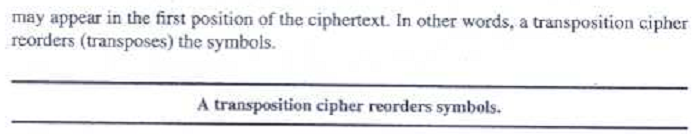 may appear in the first position of the ciphertext. In other words, a transposition cipher
reorders (transposes) the symbols.
A transposition cipher reorders symbols.